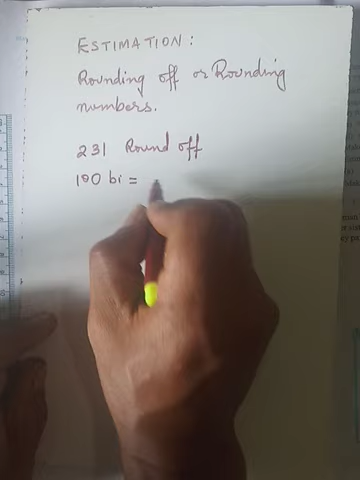 ESTIMATION:
Rounding off or Rounding
numbers.
231 Round off
100 bi =